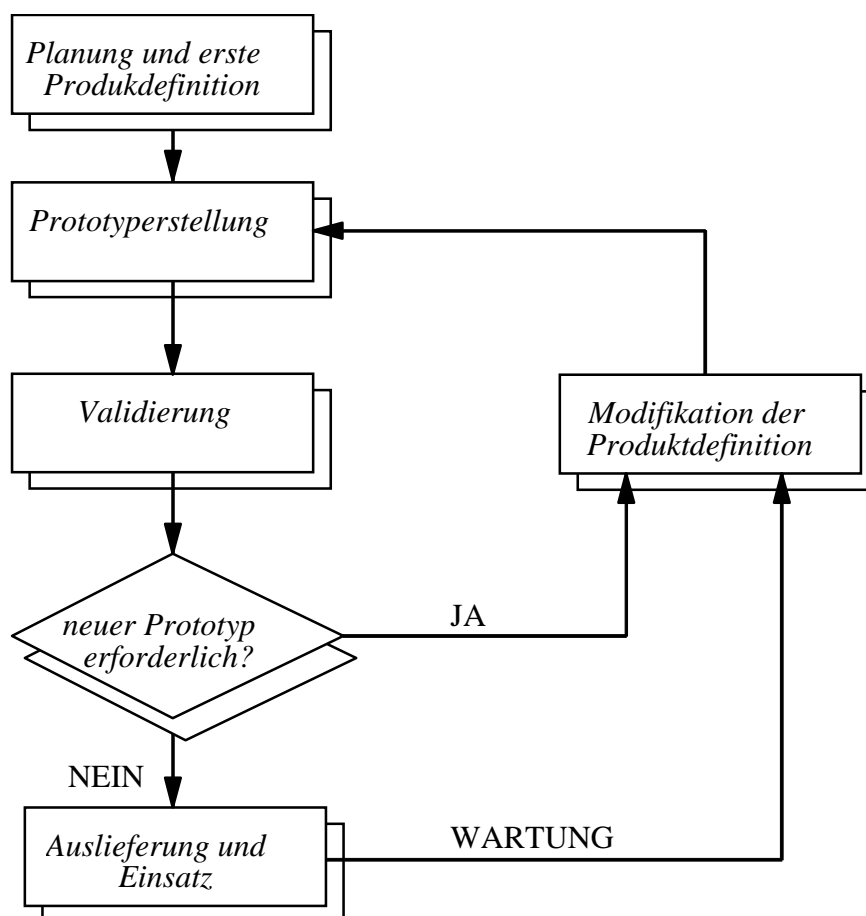 Planung und erste
Produkdefinition
Prototyperstellung
Validierung
Modifikation der
Produktdefinition
neuer Prototyp
erforderlich?
JA
NEIN
Auslieferung und
Einsatz
WARTUNG